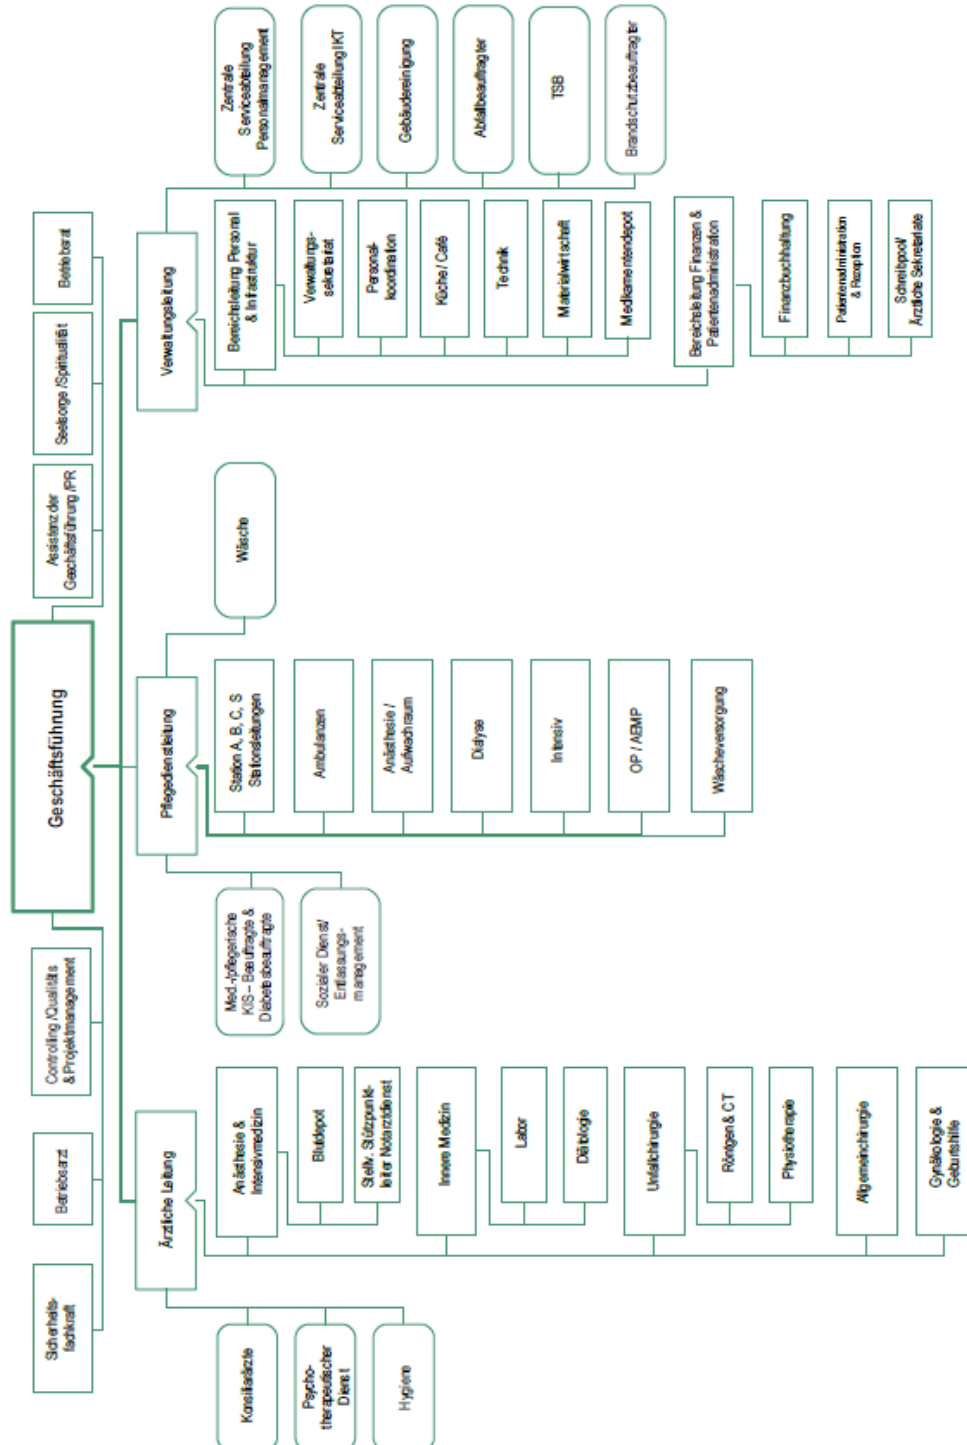 Geschäftsführung
Sicherheits-
fachkraft
Betriebsarzt
Controlling /Qualitäts
& Projektmanagement
Assistenz der
Geschäftsführung /PR
Seelsorge /Spiritualität
Betriebsrat
Ärztliche Leitung
Konsiliarärzte
Psycho-
therapeutischer
Dienst
Hygiene
Anästhesie &
Intensivmedizin
Blutdepot
Stellv. Stützpunkt-
leiter Notarztdienst
Innere Medizin
Labor
Diätologie
Unfallchirurgie
Röntgen & CT
Physiotherapie
Allgemeinchirurgie
Gynäkologie &
Geburtshilfe
Pflegedienstleitung
Med.-/pflegerische
KIS – Beauftragte &
Diabetesbeauftragte
Sozialer Dienst/
Entlassungs-
management
Station A, B, C, S
Stationsleitungen
Ambulanzen
Anästhesie /
Aufwachraum
Dialyse
Intensiv
OP / AEMP
Wäscheversorgung
Wäsche
Verwaltungsleitung
Bereichsleitung Personal
& Infrastruktur
Verwaltungs-
sekretariat
Personal-
koordination
Küche / Café
Technik
Materialwirtschaft
Medikamentendepot
Bereichsleitung Finanzen &
Patientenadministration
Finanzbuchhaltung
Patientenadministration
& Rezeption
Schreibpool/
Ärztliche Sekretariate
Zentrale
Serviceabteilung
Personalmanagement
Zentrale
Serviceabteilung IKT
Gebäudereinigung
Abfallbeauftragter
TSB
Brandschutzbeauftragter